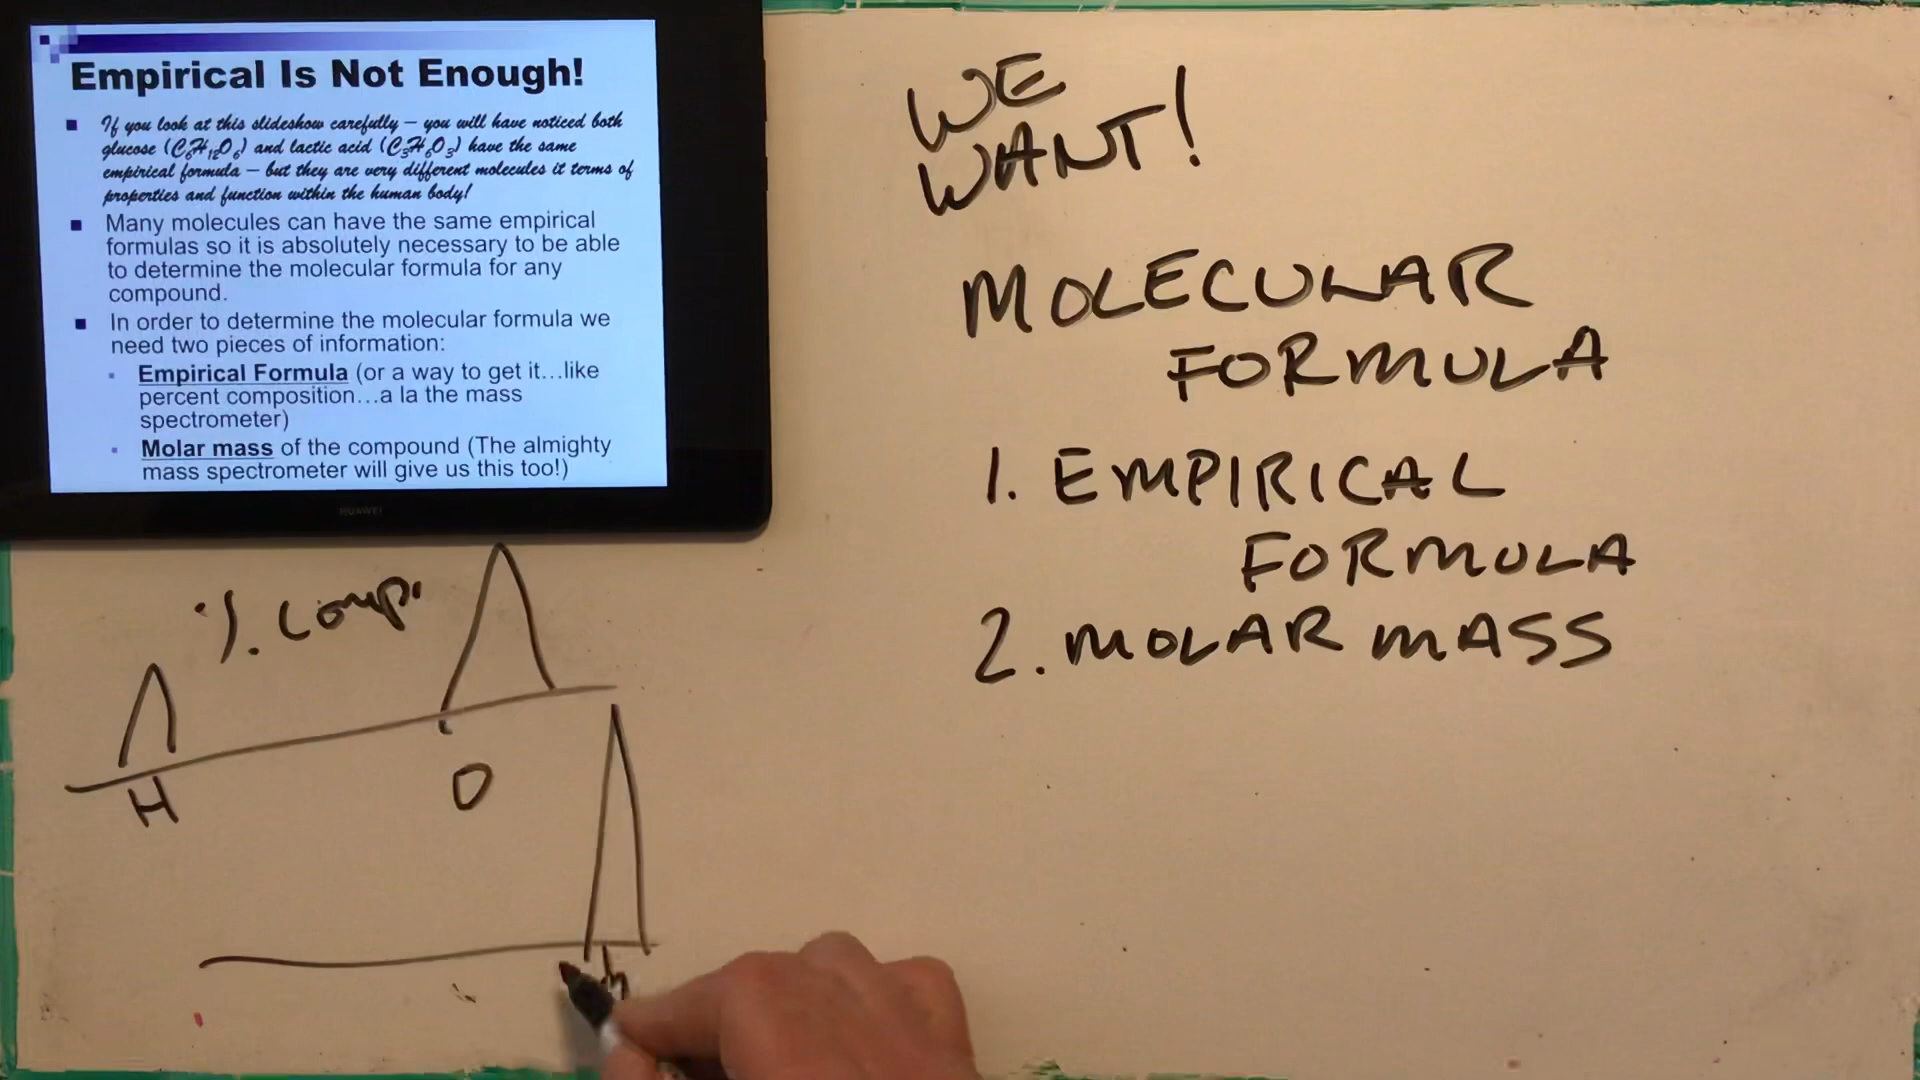 Empirical Is Not Enough!
If you look at this slideshow carefully – you will have noticed both
glucose (C₆H₁₂O₆) and lactic acid (C₃H₆O₃) have the same
empirical formula – but they are very different molecules it terms of
properties and function within the human body!
Many molecules can have the same empirical
formulas so it is absolutely necessary to be able
to determine the molecular formula for any
compound.
In order to determine the molecular formula we
need two pieces of information:
Empirical Formula (or a way to get it…like
percent composition…a la the mass
spectrometer)
Molar mass of the compound (The almighty
mass spectrometer will give us this too!)
HUAWEI
WE
WANT!
MOLECULAR
FORMULA
1. EMPIRICAL
FORMULA
2. MOLAR MASS
%. comp.
H
O